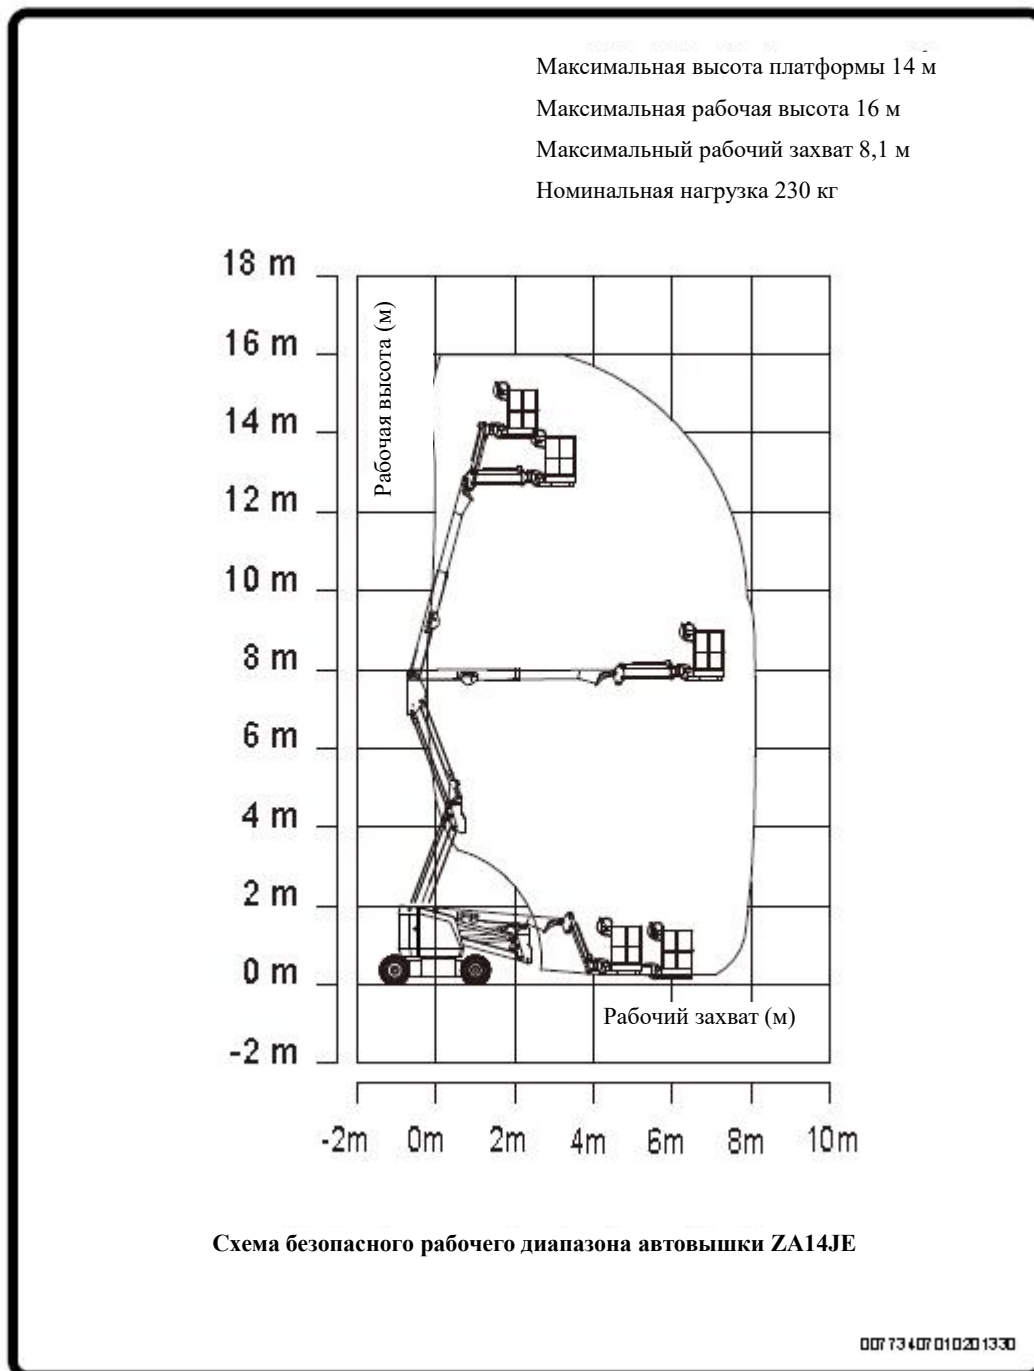 Максимальная высота платформы 14 м
Максимальная рабочая высота 16 м
Максимальный рабочий захват 8,1 м
Номинальная нагрузка 230 кг
18 m
Рабочая высота (м)
16 m
14 m
12 m
10 m
8 m
6 m
4 m
2 m
0 m
Рабочий захват (м)
-2 m
-2m 0m 2m 4m 6m 8m 10m
Схема безопасного рабочего диапазона автовышки ZA14JE
00773407010201330